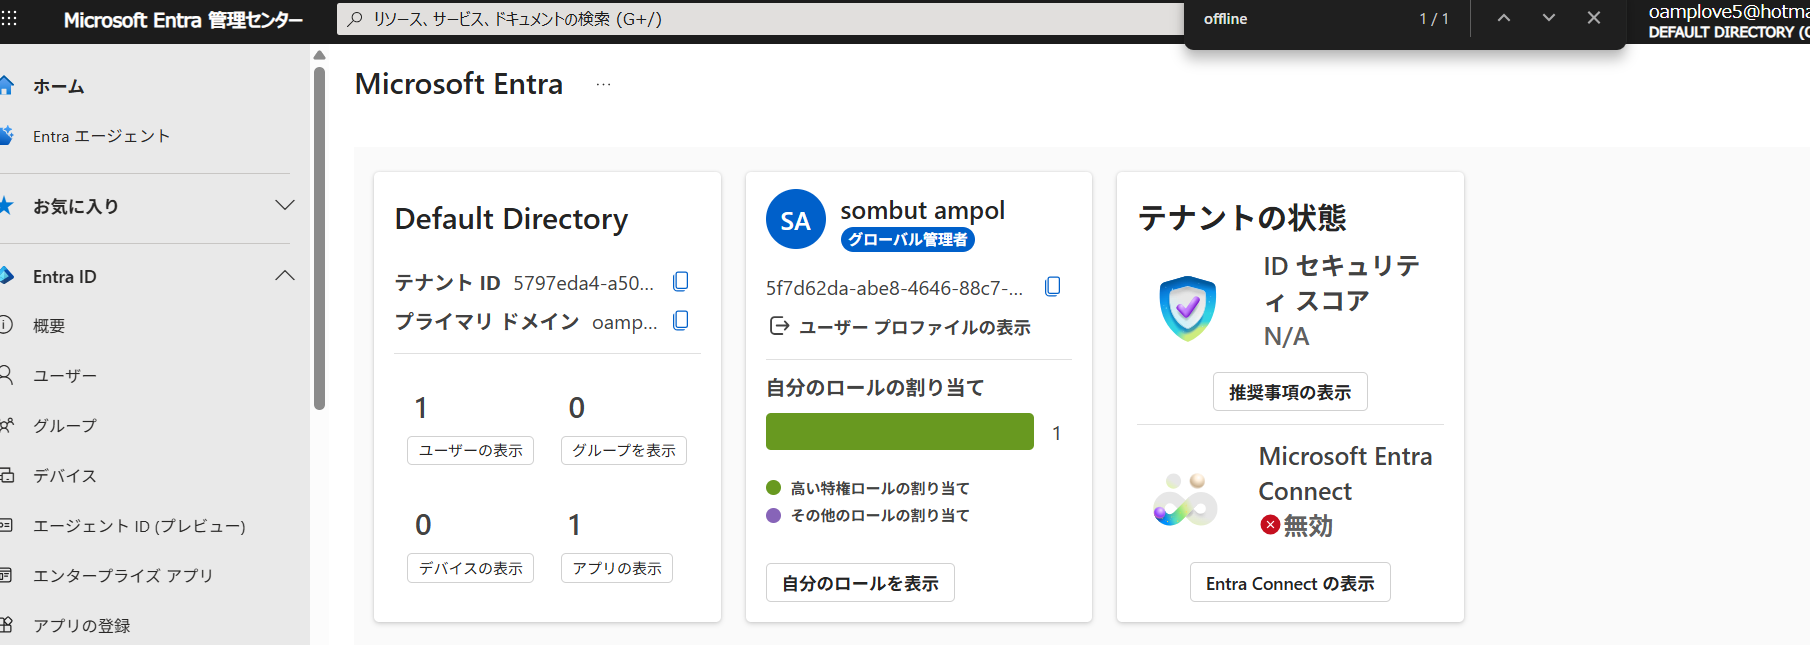 Microsoft Entra 管理センター
リソース、サービス、ドキュメントの検索 (G+/)
offline
1 / 1
oamplove5@hotma
DEFAULT DIRECTORY (
ホーム
Entra エージェント
お気に入り
Entra ID
概要
ユーザー
グループ
デバイス
エージェント ID (プレビュー)
エンタープライズ アプリ
アプリの登録
Microsoft Entra
...
Default Directory
テナント ID 5797eda4-a50...
プライマリ ドメイン oamp...
1
ユーザーの表示
0
グループを表示
0
デバイスの表示
1
アプリの表示
SA
sombut ampol
グローバル管理者
5f7d62da-abe8-4646-88c7-...
ユーザー プロファイルの表示
自分のロールの割り当て
1
高い特権ロールの割り当て
その他のロールの割り当て
自分のロールを表示
テナントの状態
ID セキュリテ
ィ スコア
N/A
推奨事項の表示
Microsoft Entra
Connect
無効
Entra Connect の表示